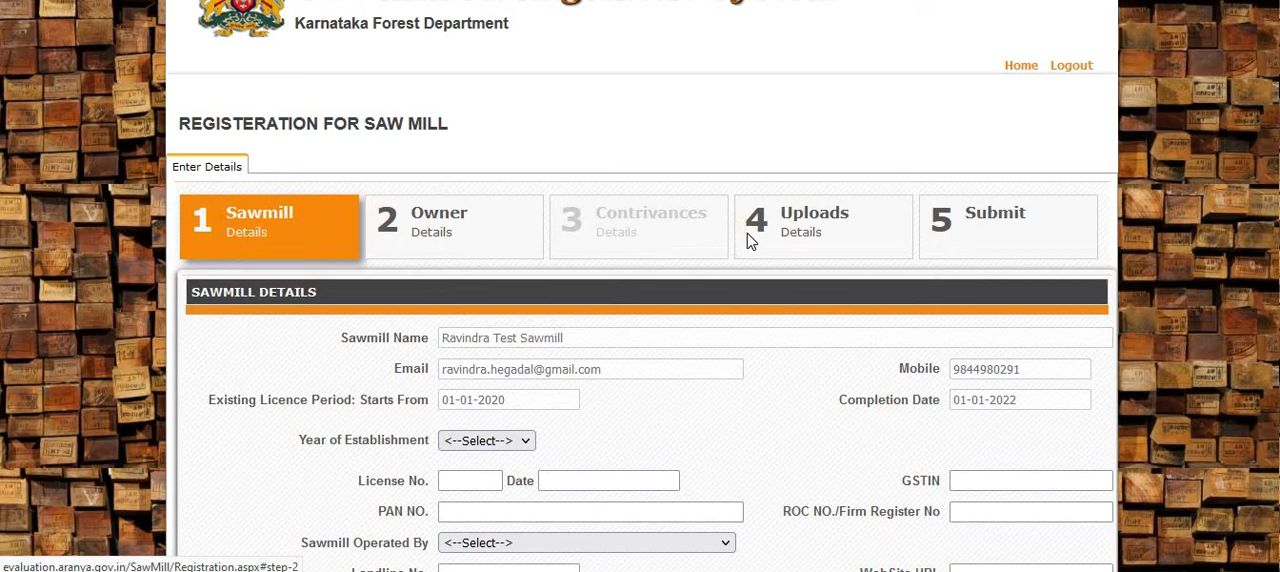 Karnataka Forest Department
Home Logout
REGISTERATION FOR SAW MILL
Enter Details
1 Sawmill Details
2 Owner Details
3 Contrivances Details
4 Uploads Details
5 Submit
SAWMILL DETAILS
Sawmill Name Ravindra Test Sawmill
Email ravindra.hegadal@gmail.com Mobile 9844980291
Existing Licence Period: Starts From 01-01-2020 Completion Date 01-01-2022
Year of Establishment <--Select-->
License No. Date GSTIN
PAN NO. ROC NO./Firm Register No
Sawmill Operated By <--Select-->
evaluation.aranya.gov.in/SawMill/Registration.aspx#step-2